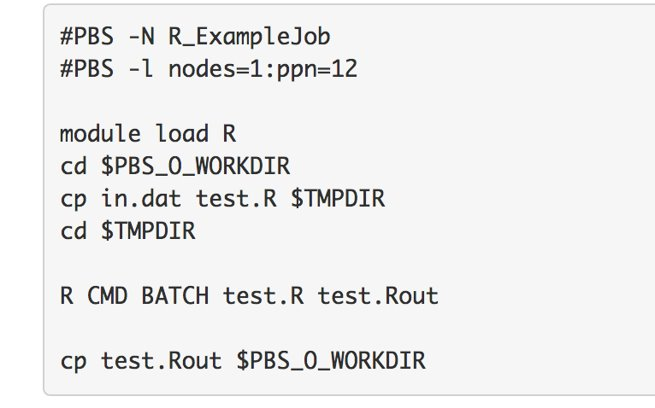 #PBS -N R_ExampleJob
#PBS -l nodes=1:ppn=12
module load R
cd $PBS_O_WORKDIR
cp in.dat test.R $TMPDIR
cd $TMPDIR
R CMD BATCH test.R test.Rout
cp test.Rout $PBS_O_WORKDIR